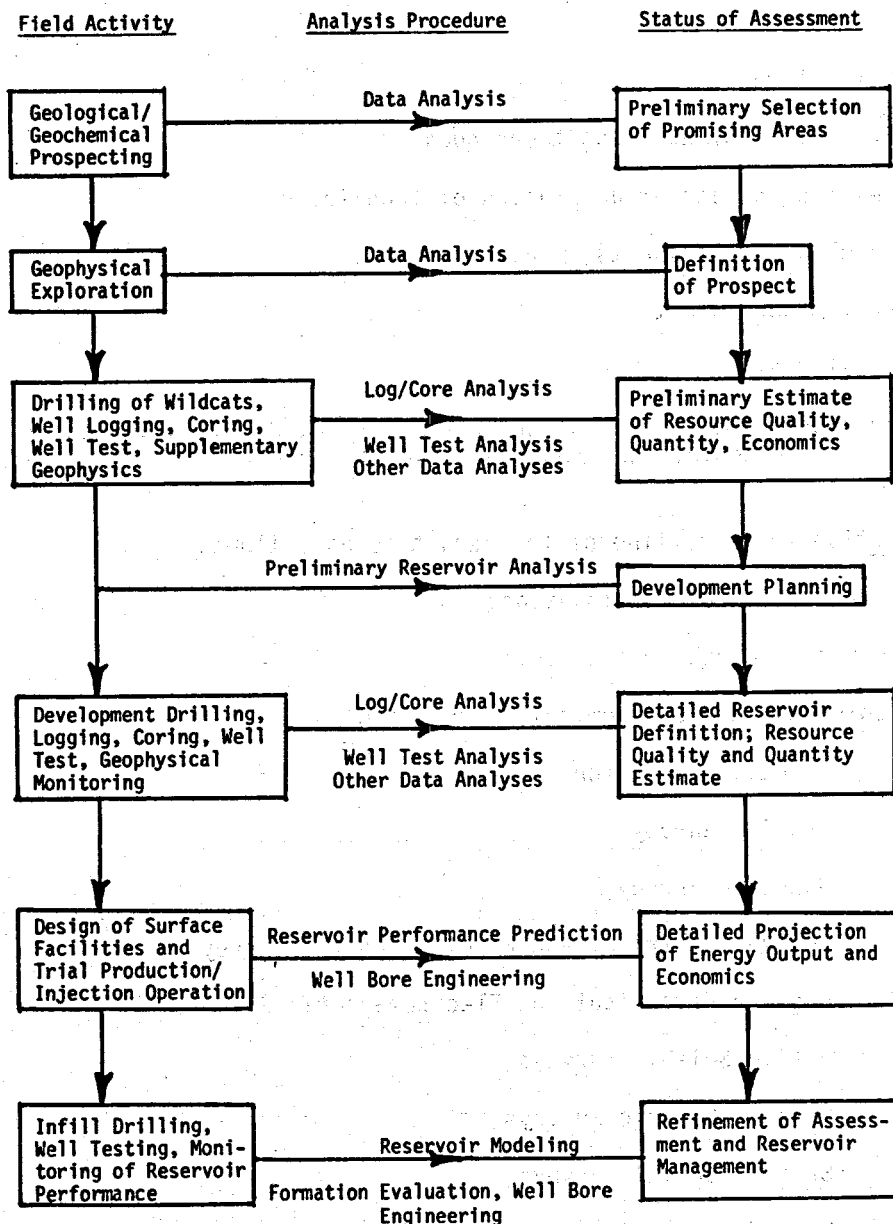 Field Activity
Analysis Procedure
Status of Assessment
Geological/
Geochemical
Prospecting
Data Analysis
Preliminary Selection
of Promising Areas
Geophysical
Exploration
Data Analysis
Definition
of Prospect
Drilling of Wildcats,
Well Logging, Coring,
Well Test, Supplementary
Geophysics
Log/Core Analysis
Well Test Analysis
Other Data Analyses
Preliminary Estimate
of Resource Quality,
Quantity, Economics
Preliminary Reservoir Analysis
Development Planning
Development Drilling,
Logging, Coring, Well
Test, Geophysical
Monitoring
Log/Core Analysis
Well Test Analysis
Other Data Analyses
Detailed Reservoir
Definition; Resource
Quality and Quantity
Estimate
Design of Surface
Facilities and
Trial Production/
Injection Operation
Reservoir Performance Prediction
Well Bore Engineering
Detailed Projection
of Energy Output and
Economics
Infill Drilling,
Well Testing, Moni-
toring of Reservoir
Performance
Reservoir Modeling
Formation Evaluation, Well Bore
Engineering
Refinement of Assess-
ment and Reservoir
Management